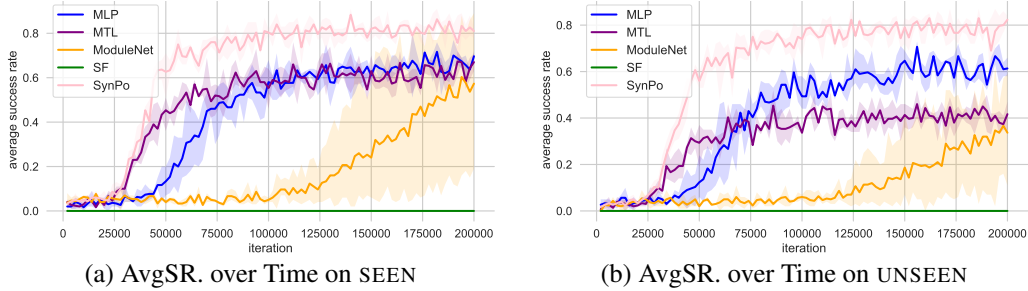 MLP
MTL
ModuleNet
SF
SynPo
average success rate
0.8
0.6
0.4
0.2
0.0
0 25000 50000 75000 100000 125000 150000 175000 200000
iteration
(a) AvgSR. over Time on SEEN
MLP
MTL
ModuleNet
SF
SynPo
average success rate
0.8
0.6
0.4
0.2
0.0
0 25000 50000 75000 100000 125000 150000 175000 200000
iteration
(b) AvgSR. over Time on UNSEEN